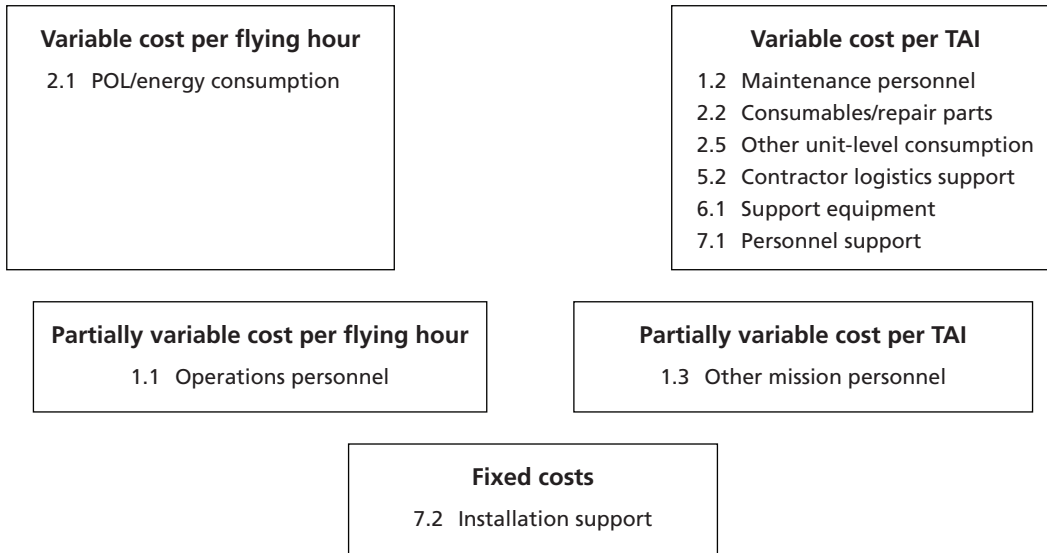 Variable cost per flying hour
2.1 POL/energy consumption
Variable cost per TAI
1.2 Maintenance personnel
2.2 Consumables/repair parts
2.5 Other unit-level consumption
5.2 Contractor logistics support
6.1 Support equipment
7.1 Personnel support
Partially variable cost per flying hour
1.1 Operations personnel
Partially variable cost per TAI
1.3 Other mission personnel
Fixed costs
7.2 Installation support